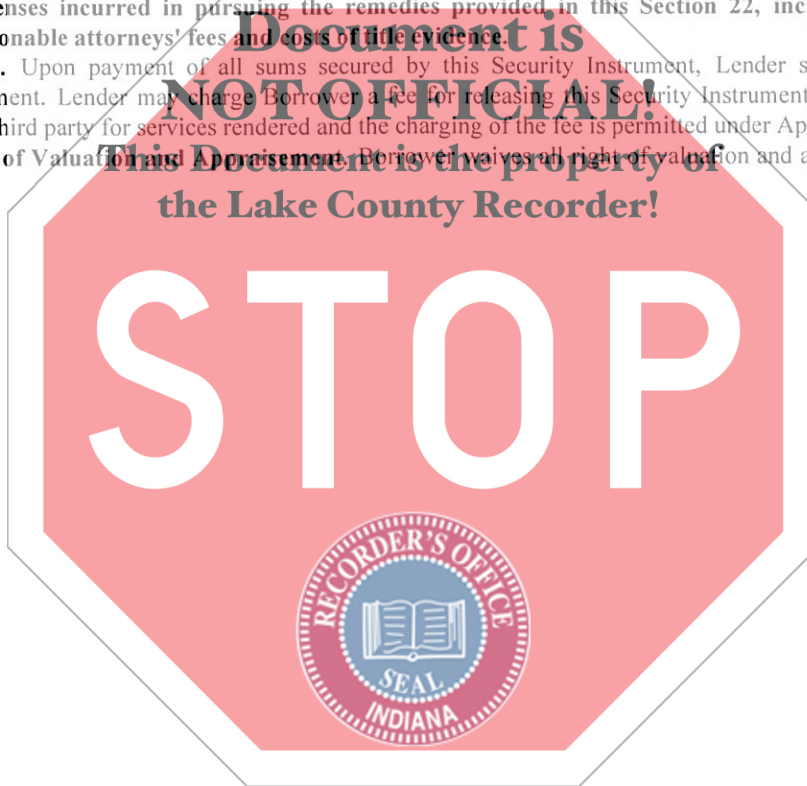 enses incurred in pursuing the remedies provided in this Section 22, inc
onable attorneys' fees and costs of title evidence.
Document is
. Upon payment of all sums secured by this Security Instrument, Lender s
nent. Lender may charge Borrower a fee for releasing this Security Instrument
NOT OFFICIAL!
hird party for services rendered and the charging of the fee is permitted under Ap
of Valuation and Appraisement. Borrower waives all right of valuation and a
This Document is the property of
the Lake County Recorder!
STOP
RECORDER'S OFFICE
SEAL
INDIANA